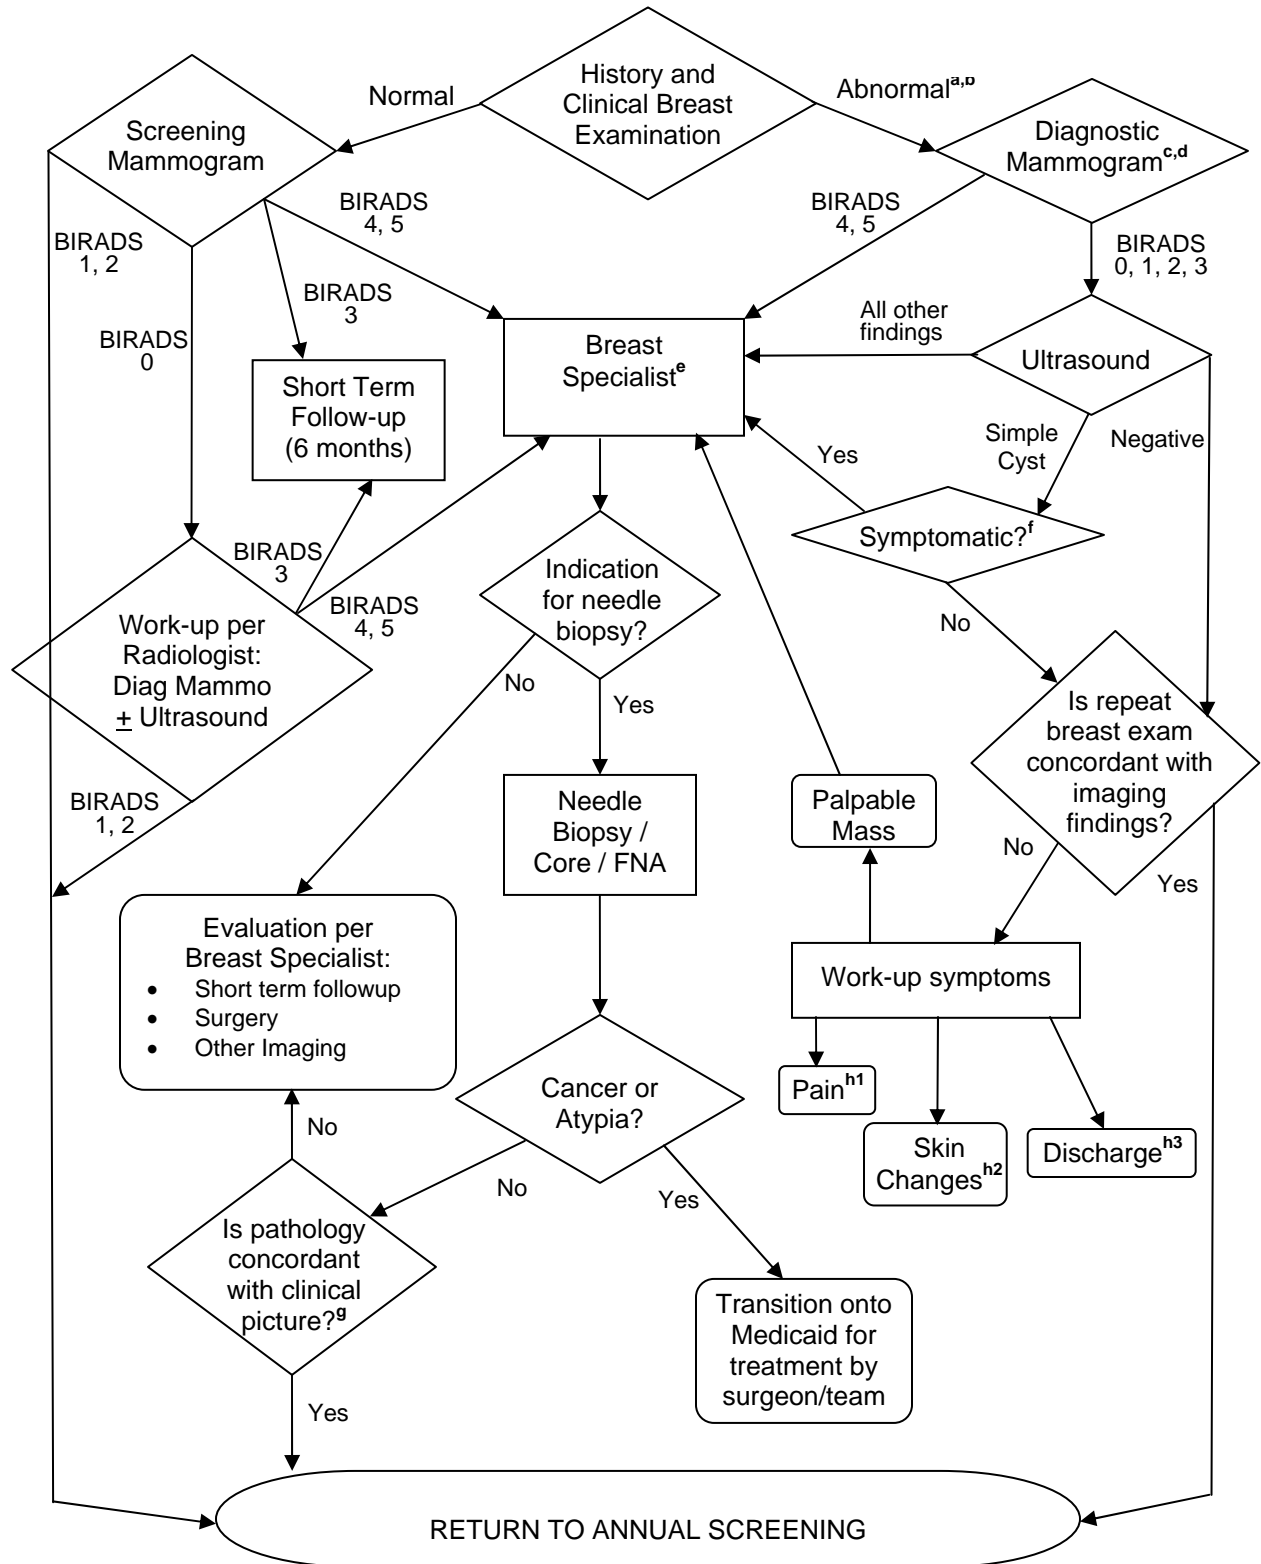 History and
Clinical Breast
Examination
Normal
Abnormal^a,b
Screening
Mammogram
Diagnostic
Mammogram^c,d
BIRADS
4, 5
BIRADS
4, 5
BIRADS
1, 2
BIRADS
0, 1, 2, 3
BIRADS
3
BIRADS
0
All other
findings
Breast
Specialist^e
Ultrasound
Short Term
Follow-up
(6 months)
Simple
Cyst
Negative
Yes
Symptomatic?^f
BIRADS
3
BIRADS
4, 5
Indication
for needle
biopsy?
No
Work-up per
Radiologist:
Diag Mammo
+ Ultrasound
No
Yes
Is repeat
breast exam
concordant with
imaging
findings?
BIRADS
1, 2
Needle
Biopsy /
Core / FNA
Palpable
Mass
No
Yes
Evaluation per
Breast Specialist:
• Short term followup
• Surgery
• Other Imaging
Work-up symptoms
Cancer or
Atypia?
Pain^h1
Skin
Changes^h2
Discharge^h3
No
No
Yes
Is pathology
concordant
with clinical
picture?^g
Transition onto
Medicaid for
treatment by
surgeon/team
Yes
RETURN TO ANNUAL SCREENING